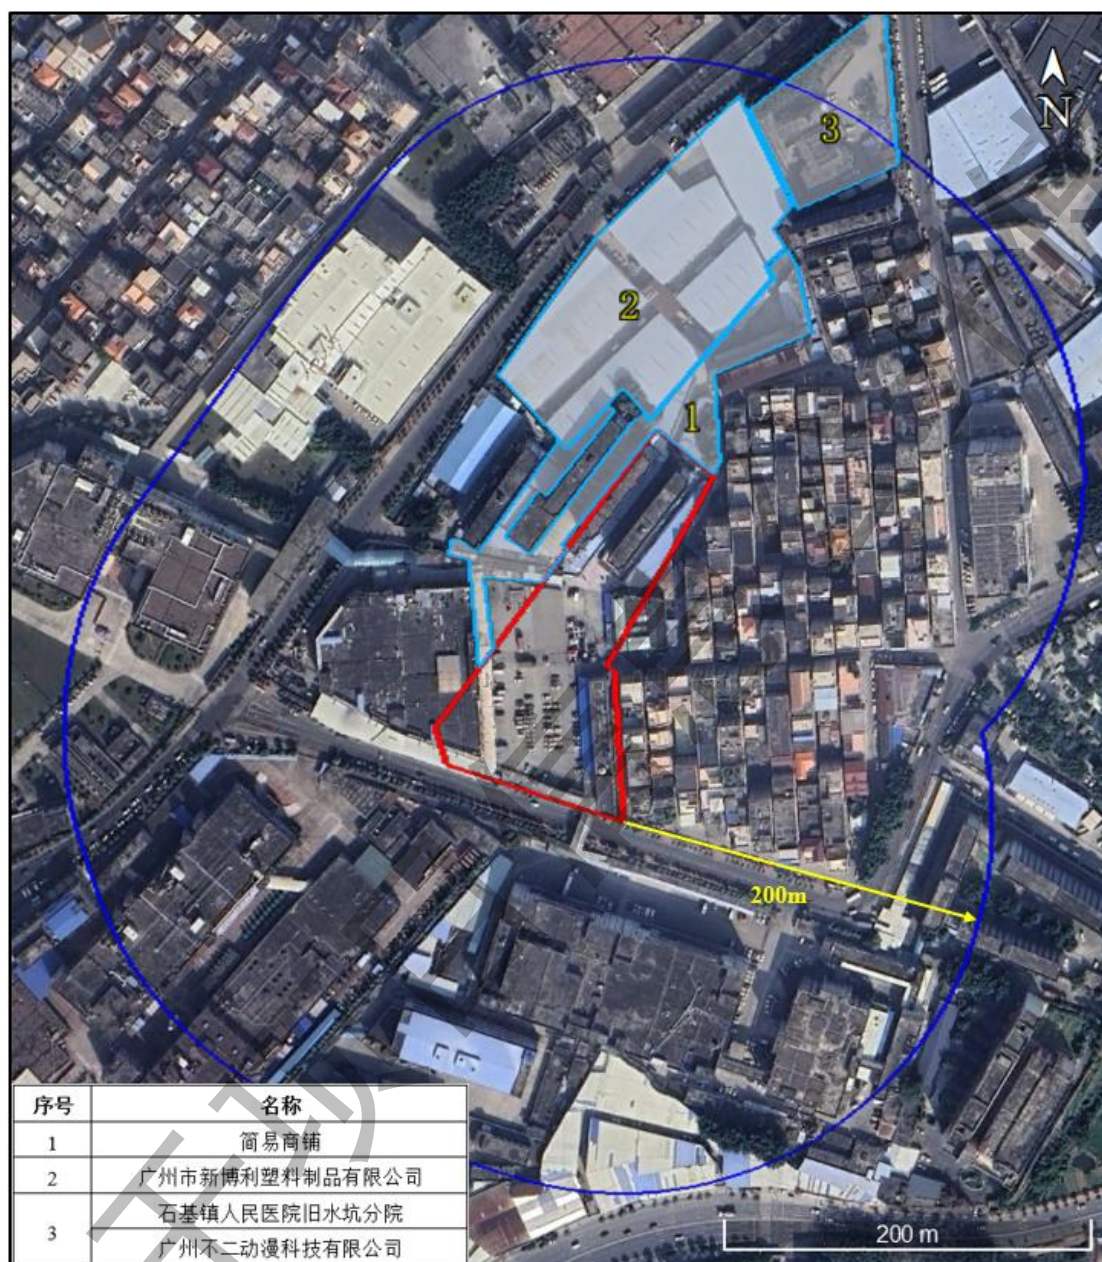 N
3
2
1
200m
序号 名称
1 简易商铺
2 广州市新博利塑料制品有限公司
3 石基镇人民医院旧水坑分院
广州不二动漫科技有限公司
200 m